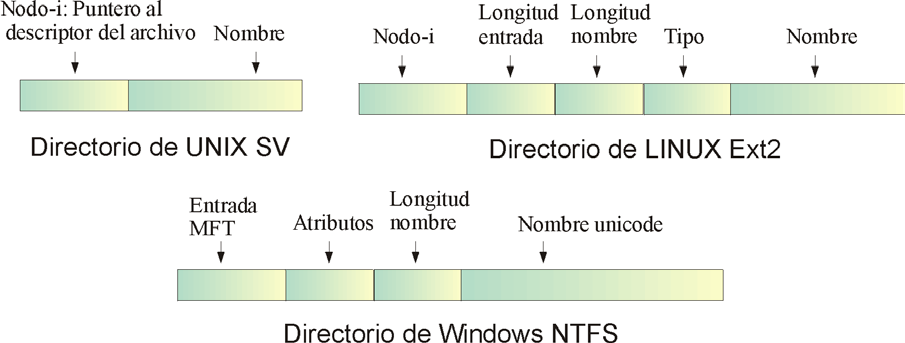 Nodo-i: Puntero al
descriptor del archivo
Nombre
Directorio de UNIX SV
Nodo-i
Longitud
entrada
Longitud
nombre
Tipo
Nombre
Directorio de LINUX Ext2
Entrada
MFT
Atributos
Longitud
nombre
Nombre unicode
Directorio de Windows NTFS